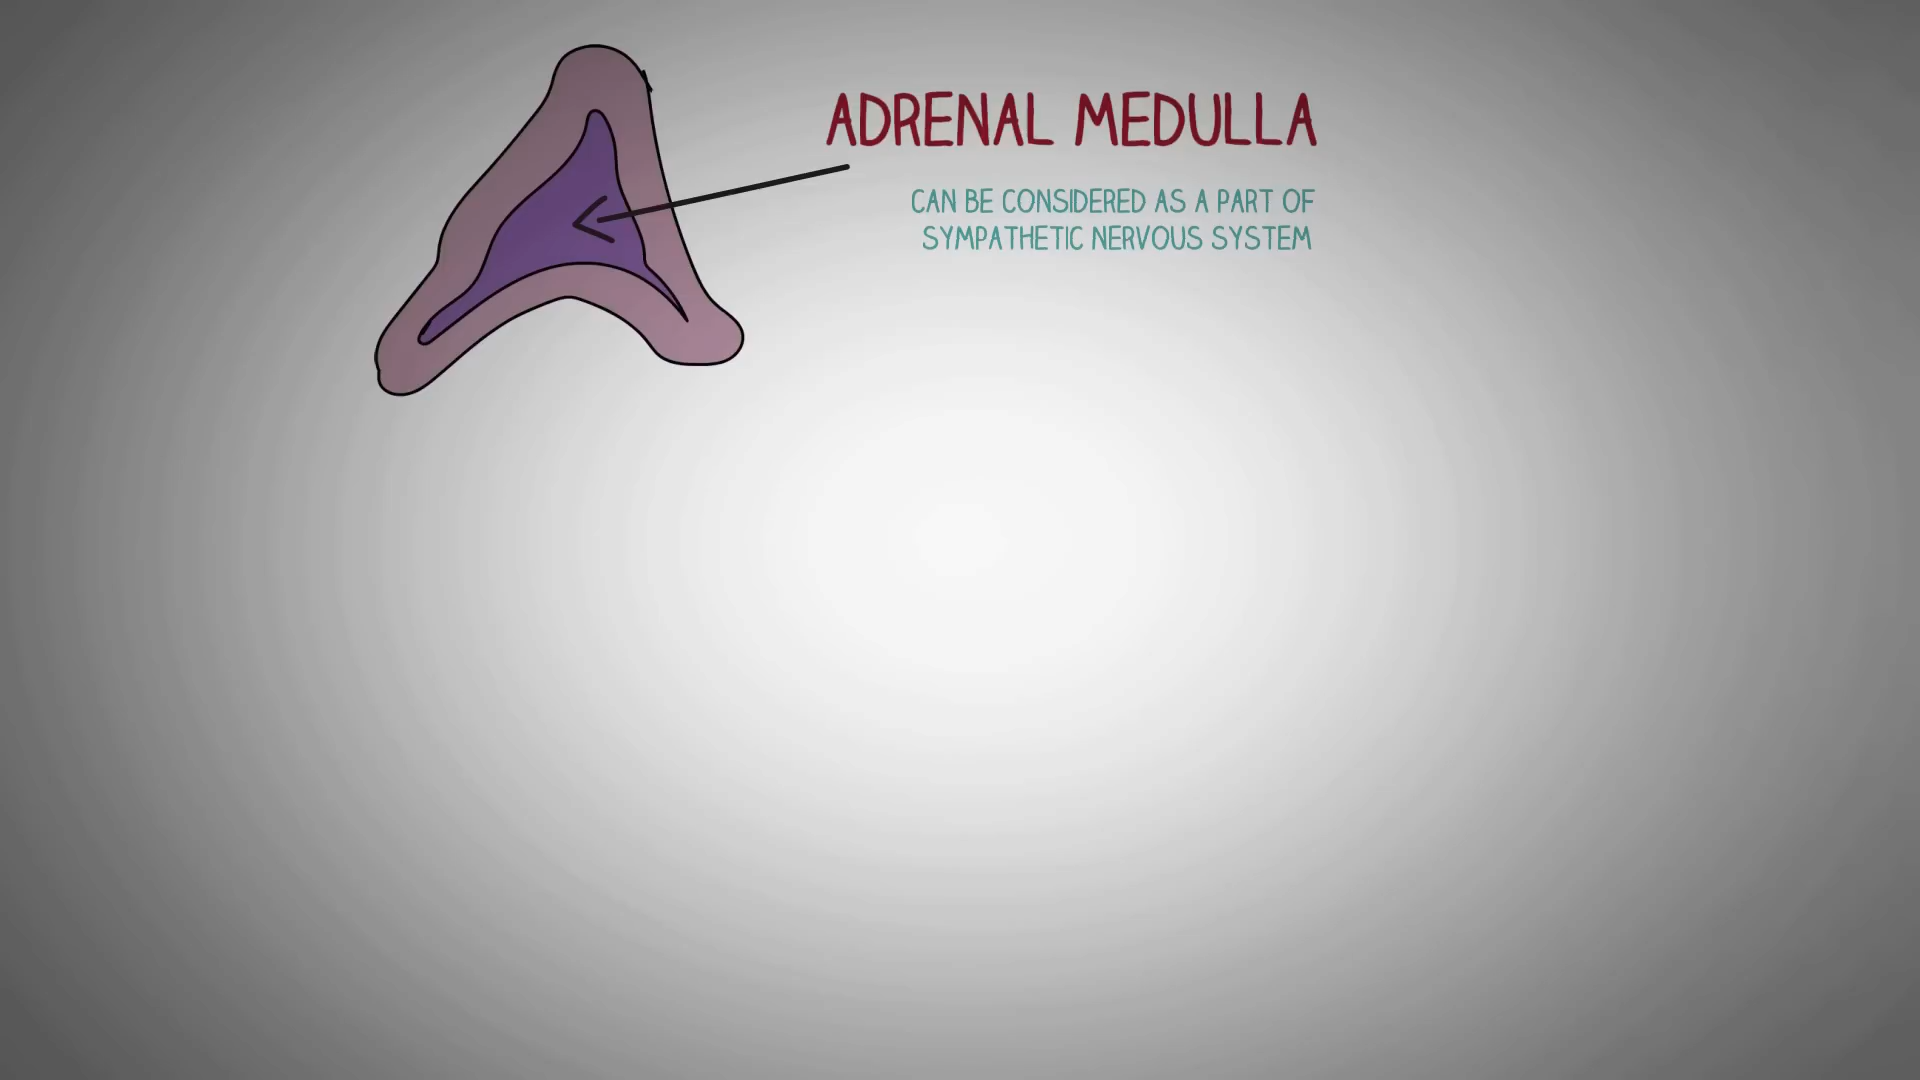 ADRENAL MEDULLA
CAN BE CONSIDERED AS A PART OF
SYMPATHETIC NERVOUS SYSTEM